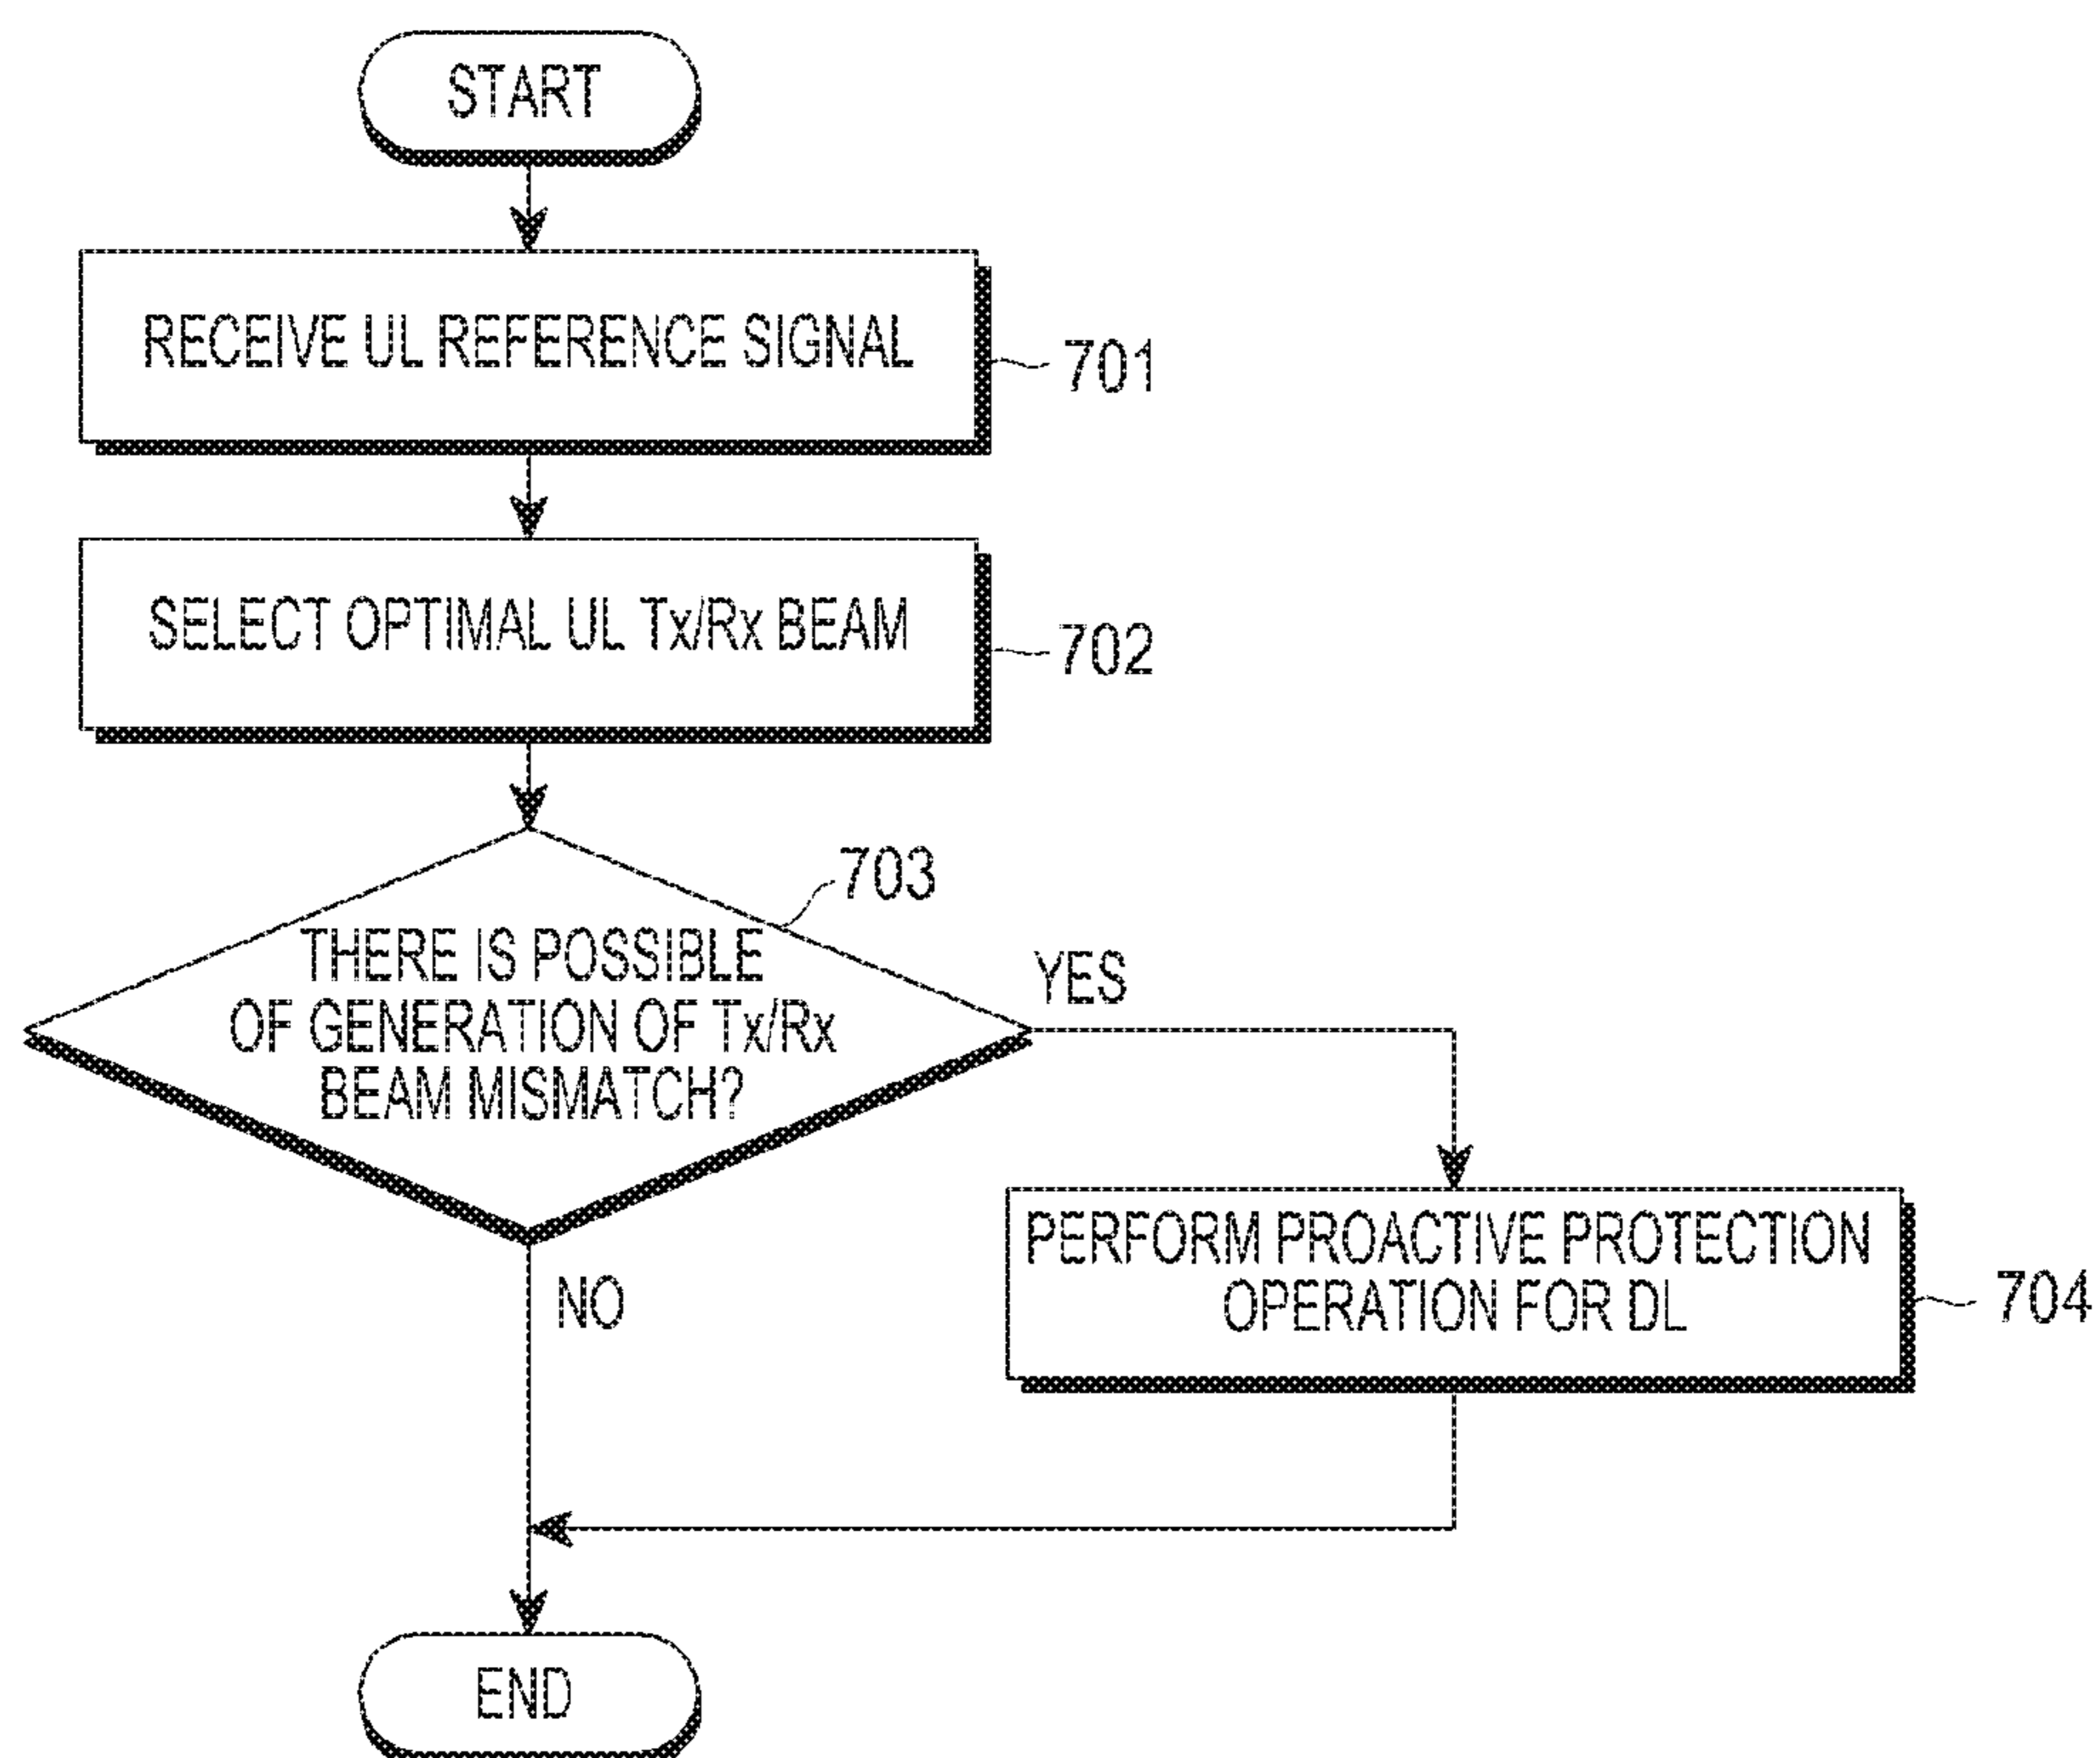 START
RECEIVE UL REFERENCE SIGNAL
701
SELECT OPTIMAL UL Tx/Rx BEAM
702
703
THERE IS POSSIBLE
OF GENERATION OF Tx/Rx
BEAM MISMATCH?
YES
NO
PERFORM PROACTIVE PROTECTION
OPERATION FOR DL
704
END